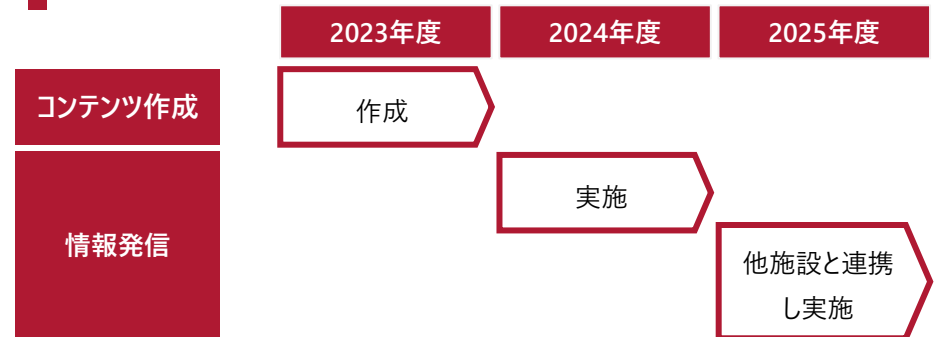 2023年度 2024年度 2025年度
コンテンツ作成
作成
情報発信
実施
他施設と連携
し実施